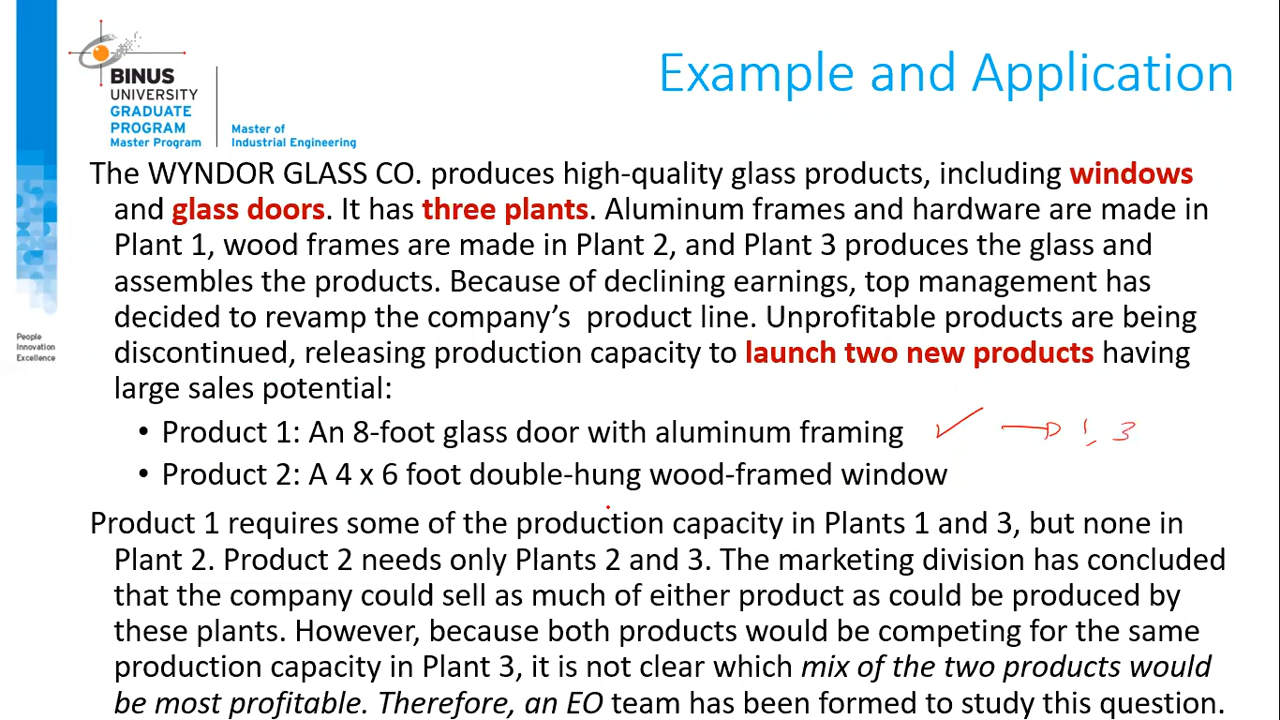 Example and Application
BINUS
UNIVERSITY
GRADUATE
PROGRAM
Master Program
Master of
Industrial Engineering
People
Innovation
Excellence
The WYNDOR GLASS CO. produces high-quality glass products, including windows
and glass doors. It has three plants. Aluminum frames and hardware are made in
Plant 1, wood frames are made in Plant 2, and Plant 3 produces the glass and
assembles the products. Because of declining earnings, top management has
decided to revamp the company’s product line. Unprofitable products are being
discontinued, releasing production capacity to launch two new products having
large sales potential:
• Product 1: An 8-foot glass door with aluminum framing ✓ → 1, 3
• Product 2: A 4 x 6 foot double-hung wood-framed window
Product 1 requires some of the production capacity in Plants 1 and 3, but none in
Plant 2. Product 2 needs only Plants 2 and 3. The marketing division has concluded
that the company could sell as much of either product as could be produced by
these plants. However, because both products would be competing for the same
production capacity in Plant 3, it is not clear which mix of the two products would
be most profitable. Therefore, an EO team has been formed to study this question.